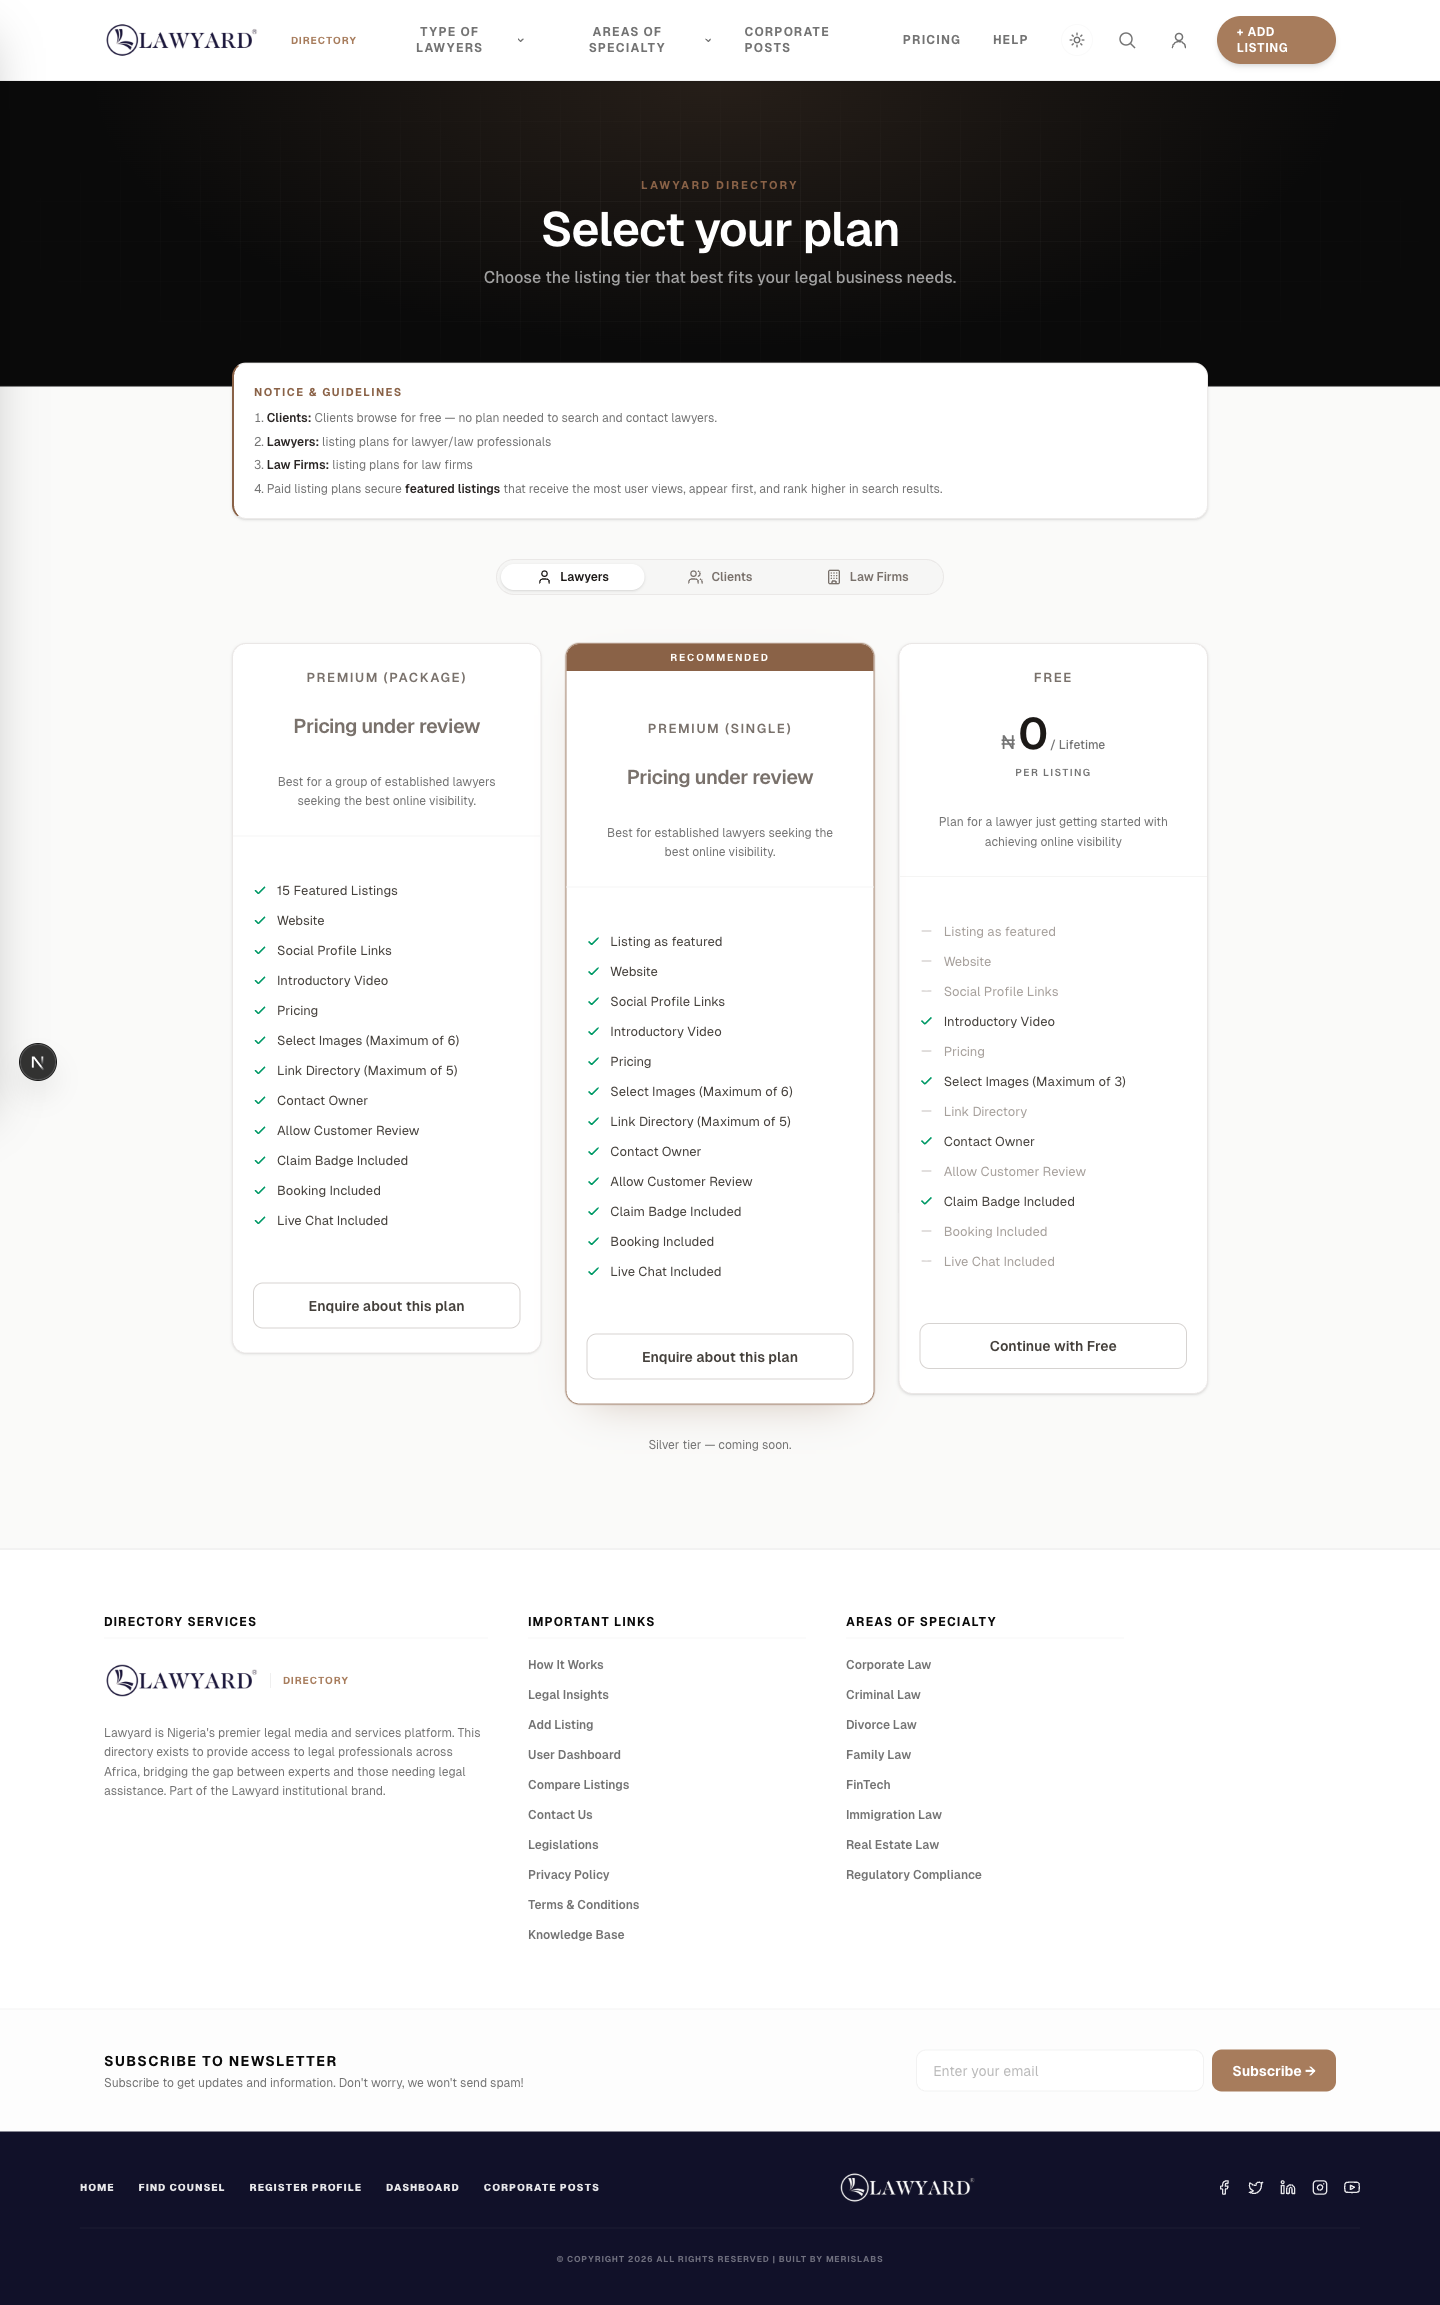 LAWYARD®
DIRECTORY
TYPE OF
LAWYERS
AREAS OF
SPECIALTY
CORPORATE
POSTS
PRICING
HELP
+ ADD
LISTING
LAWYARD DIRECTORY
Select your plan
Choose the listing tier that best fits your legal business needs.
NOTICE & GUIDELINES
1. Clients: Clients browse for free — no plan needed to search and contact lawyers.
2. Lawyers: listing plans for lawyer/law professionals
3. Law Firms: listing plans for law firms
4. Paid listing plans secure featured listings that receive the most user views, appear first, and rank higher in search results.
Lawyers
Clients
Law Firms
PREMIUM (PACKAGE)
Pricing under review
Best for a group of established lawyers
seeking the best online visibility.
15 Featured Listings
Website
Social Profile Links
Introductory Video
Pricing
Select Images (Maximum of 6)
Link Directory (Maximum of 5)
Contact Owner
Allow Customer Review
Claim Badge Included
Booking Included
Live Chat Included
Enquire about this plan
RECOMMENDED
PREMIUM (SINGLE)
Pricing under review
Best for established lawyers seeking the
best online visibility.
Listing as featured
Website
Social Profile Links
Introductory Video
Pricing
Select Images (Maximum of 6)
Link Directory (Maximum of 5)
Contact Owner
Allow Customer Review
Claim Badge Included
Booking Included
Live Chat Included
Enquire about this plan
FREE
₦0 / Lifetime
PER LISTING
Plan for a lawyer just getting started with
achieving online visibility
Listing as featured
Website
Social Profile Links
Introductory Video
Pricing
Select Images (Maximum of 3)
Link Directory
Contact Owner
Allow Customer Review
Claim Badge Included
Booking Included
Live Chat Included
Continue with Free
Silver tier — coming soon.
N
DIRECTORY SERVICES
LAWYARD®
DIRECTORY
Lawyard is Nigeria's premier legal media and services platform. This
directory exists to provide access to legal professionals across
Africa, bridging the gap between experts and those needing legal
assistance. Part of the Lawyard institutional brand.
IMPORTANT LINKS
How It Works
Legal Insights
Add Listing
User Dashboard
Compare Listings
Contact Us
Legislations
Privacy Policy
Terms & Conditions
Knowledge Base
AREAS OF SPECIALTY
Corporate Law
Criminal Law
Divorce Law
Family Law
FinTech
Immigration Law
Real Estate Law
Regulatory Compliance
SUBSCRIBE TO NEWSLETTER
Subscribe to get updates and information. Don't worry, we won't send spam!
Enter your email
Subscribe →
HOME
FIND COUNSEL
REGISTER PROFILE
DASHBOARD
CORPORATE POSTS
LAWYARD®
© COPYRIGHT 2026 ALL RIGHTS RESERVED | BUILT BY MERISLABS